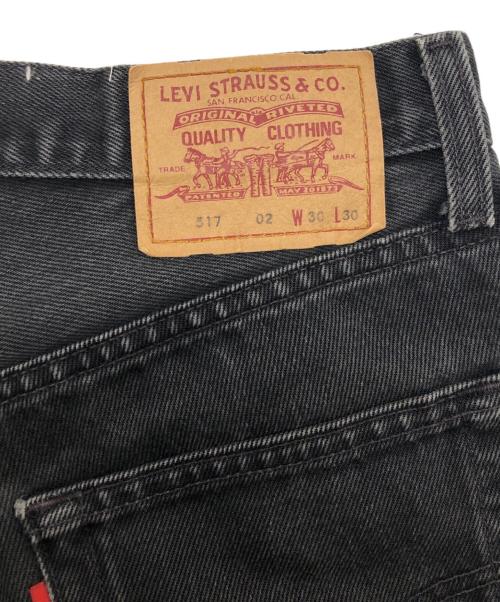 LEVI STRAUSS & CO.
SAN FRANCISCO CAL.
ORIGINAL RIVETED
QUALITY CLOTHING
TRADE MARK
PATENTED MAY 20 1873
517 02 W 30 L 30